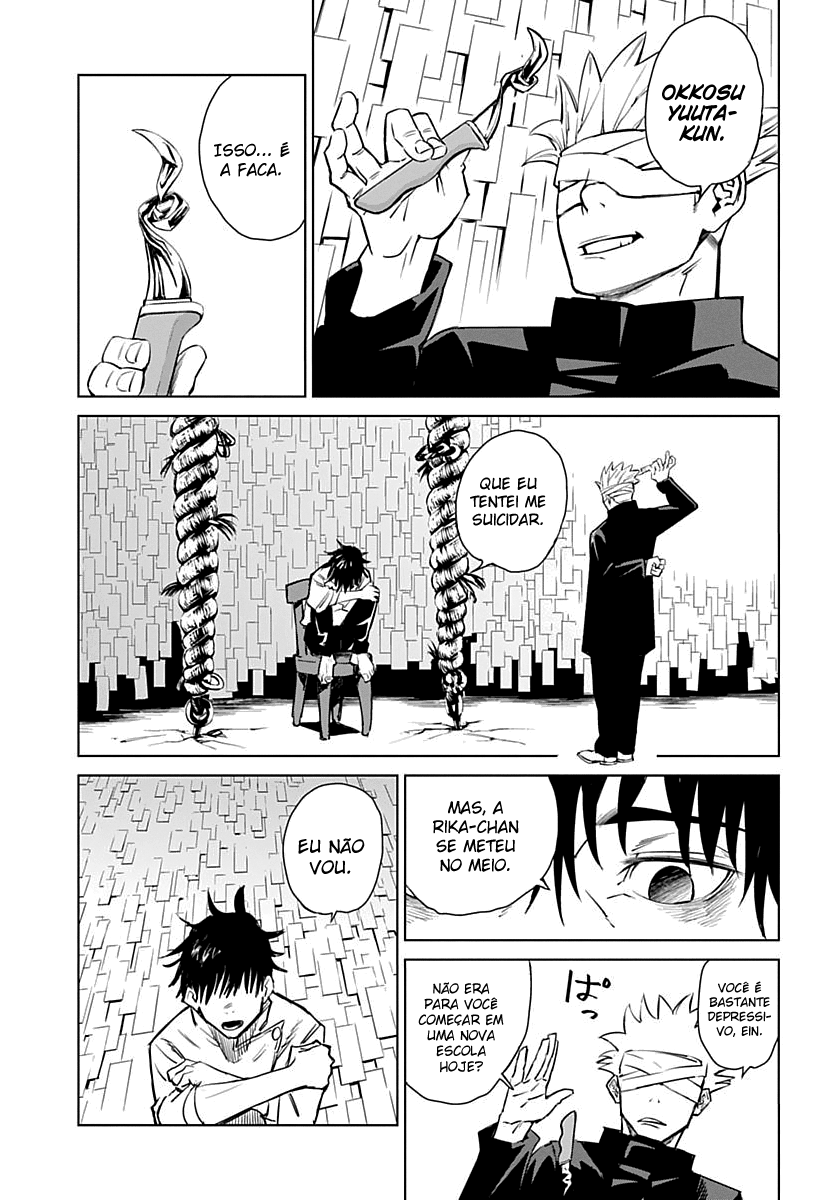 OKKOSU
YUUTA-
KUN.
ISSO... É
A FACA.
QUE EU
TENTEI ME
SUICIDAR.
MAS, A
RIKA-CHAN
SE METEU
NO MEIO.
EU NÃO
VOU.
VOCÊ É
BASTANTE
DEPRESSI-
VO, EIN.
ぱっ
NÃO ERA
PARA VOCÊ
COMEÇAR EM
UMA NOVA
ESCOLA
HOJE?